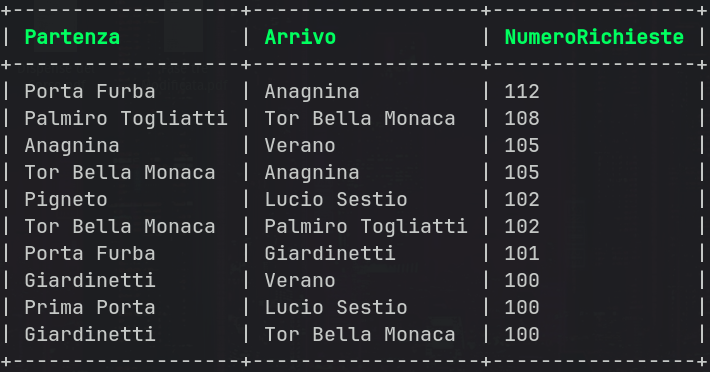 +-------------------+-------------------+-----------------+
| Partenza          | Arrivo            | NumeroRichieste |
+-------------------+-------------------+-----------------+
| Porta Furba       | Anagnina          | 112             |
| Palmiro Togliatti | Tor Bella Monaca  | 108             |
| Anagnina          | Verano            | 105             |
| Tor Bella Monaca  | Anagnina          | 105             |
| Pigneto           | Lucio Sestio      | 102             |
| Tor Bella Monaca  | Palmiro Togliatti | 102             |
| Porta Furba       | Giardinetti       | 101             |
| Giardinetti       | Verano            | 100             |
| Prima Porta       | Lucio Sestio      | 100             |
| Giardinetti       | Tor Bella Monaca  | 100             |
+-------------------+-------------------+-----------------+